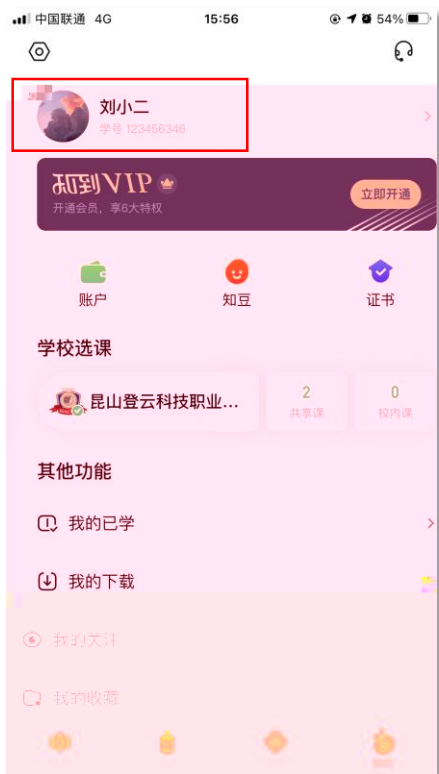 中国联通 4G 15:56 54%
刘小二
学号 123456346
知到VIP
开通会员，享6大特权
立即开通
账户 知豆 证书
学校选课
昆山登云科技职业...
2 0
共享课 校内课
其他功能
我的已学
我的下载
我的关注
我的收藏